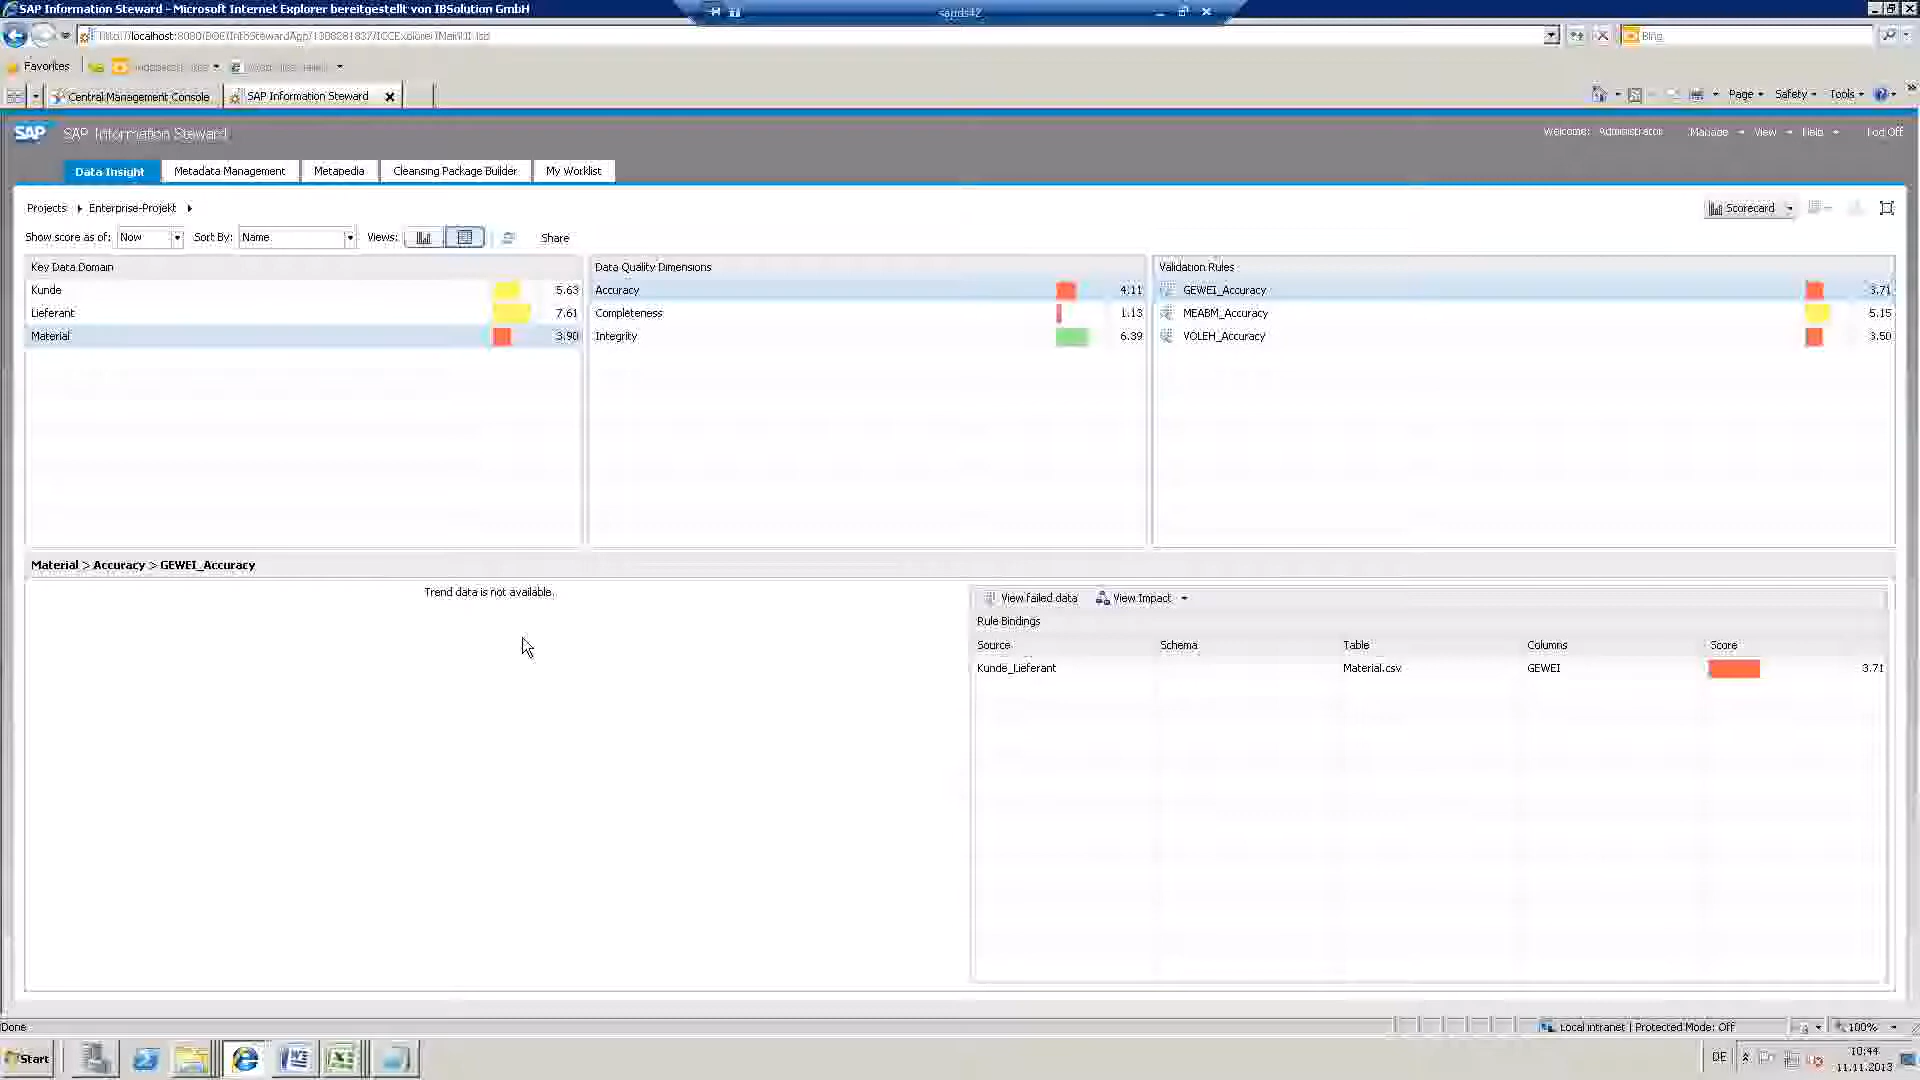 SAP Information Steward - Microsoft Internet Explorer bereitgestellt von IBSolution GmbH
Bing
Favorites
Central Management Console
SAP Information Steward
Page
Safety
Tools
SAP
SAP Information Steward
Welcome: Administrator
Manage
View
Help
Log Off
Data Insight
Metadata Management
Metapedia
Cleansing Package Builder
My Worklist
Projects
Enterprise-Projekt
Scorecard
Show score as of: Now
Sort By: Name
Views:
Share
Key Data Domain
Kunde 5.63
Lieferant 7.61
Material 3.90
Data Quality Dimensions
Accuracy 4.11
Completeness 1.13
Integrity 6.39
Validation Rules
GEWEI_Accuracy 3.71
MEABM_Accuracy 5.15
VOLEH_Accuracy 3.50
Material > Accuracy > GEWEI_Accuracy
Trend data is not available.
View failed data
View Impact
Rule Bindings
Source Schema Table Columns Score
Kunde_Lieferant Material.csv GEWEI 3.71
Done
Local intranet | Protected Mode: Off
100%
Start
DE
10:44
11.11.2013